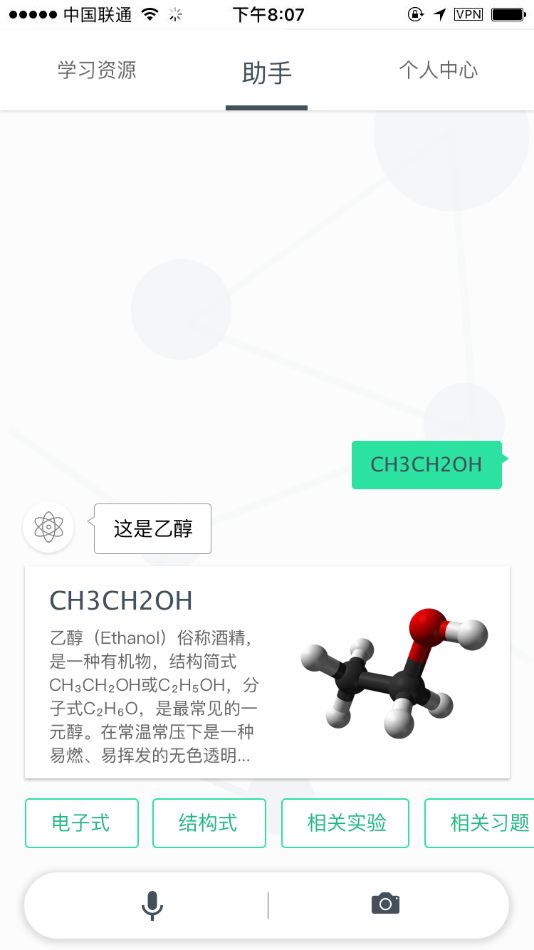 中国联通 下午8:07 VPN
学习资源 助手 个人中心
CH3CH2OH
这是乙醇
CH3CH2OH
乙醇（Ethanol）俗称酒精，
是一种有机物，结构简式
CH₃CH₂OH或C₂H₅OH，分
子式C₂H₆O，是最常见的一
元醇。在常温常压下是一种
易燃、易挥发的无色透明...
电子式 结构式 相关实验 相关习题